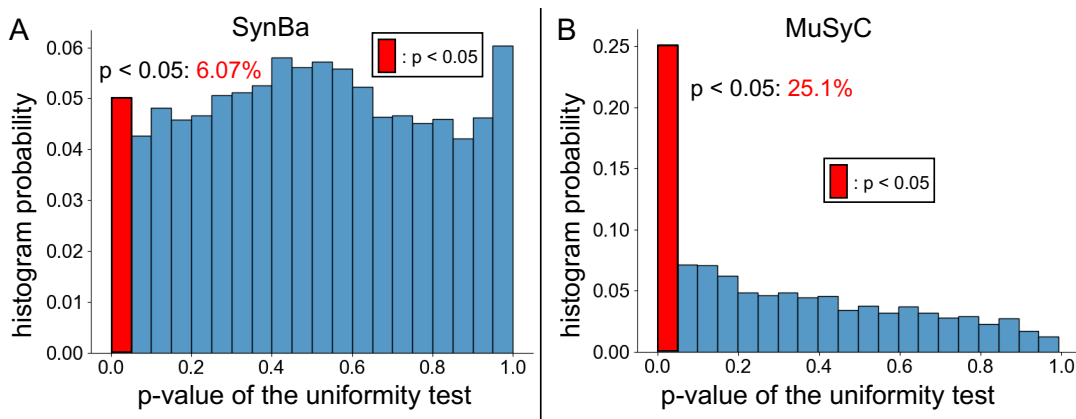 A
SynBa
histogram probability
0.06
0.05
0.04
0.03
0.02
0.01
0.00
p < 0.05: 6.07%
: p < 0.05
0.0 0.2 0.4 0.6 0.8 1.0
p-value of the uniformity test
B
MuSyC
histogram probability
0.25
0.20
0.15
0.10
0.05
0.00
p < 0.05: 25.1%
: p < 0.05
0.0 0.2 0.4 0.6 0.8 1.0
p-value of the uniformity test